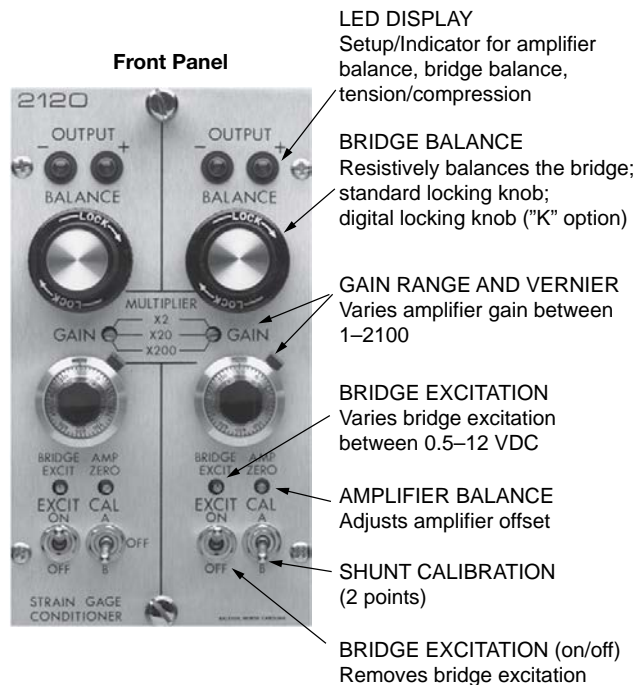 Front Panel
2120
− OUTPUT +
BALANCE
LOCK
LOCK
− OUTPUT +
BALANCE
LOCK
LOCK
MULTIPLIER
X2
GAIN X20 GAIN
X200
BRIDGE EXCIT
AMP ZERO
EXCIT CAL
ON A
OFF
OFF B
BRIDGE EXCIT
AMP ZERO
EXCIT CAL
ON A
OFF B
STRAIN GAGE
CONDITIONER
RALEIGH, NORTH CAROLINA
LED DISPLAY
Setup/Indicator for amplifier
balance, bridge balance,
tension/compression
BRIDGE BALANCE
Resistively balances the bridge;
standard locking knob;
digital locking knob ("K" option)
GAIN RANGE AND VERNIER
Varies amplifier gain between
1–2100
BRIDGE EXCITATION
Varies bridge excitation
between 0.5–12 VDC
AMPLIFIER BALANCE
Adjusts amplifier offset
SHUNT CALIBRATION
(2 points)
BRIDGE EXCITATION (on/off)
Removes bridge excitation